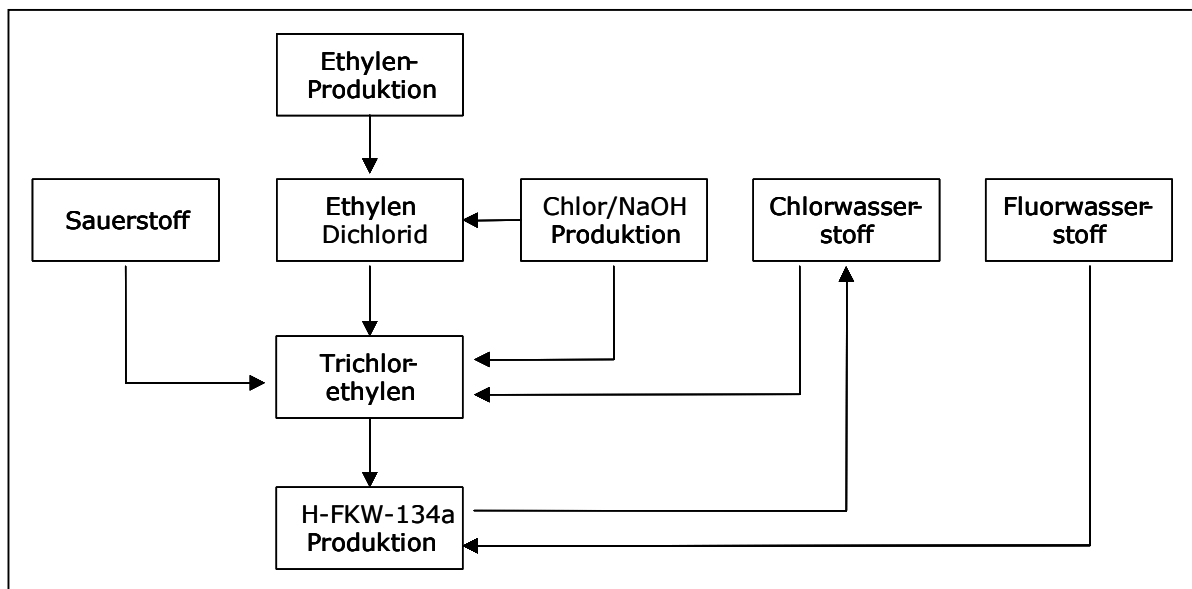 Ethylen-
Produktion
Sauerstoff
Ethylen
Dichlorid
Chlor/NaOH
Produktion
Chlorwasser-
stoff
Fluorwasser-
stoff
Trichlor-
ethylen
H-FKW-134a
Produktion